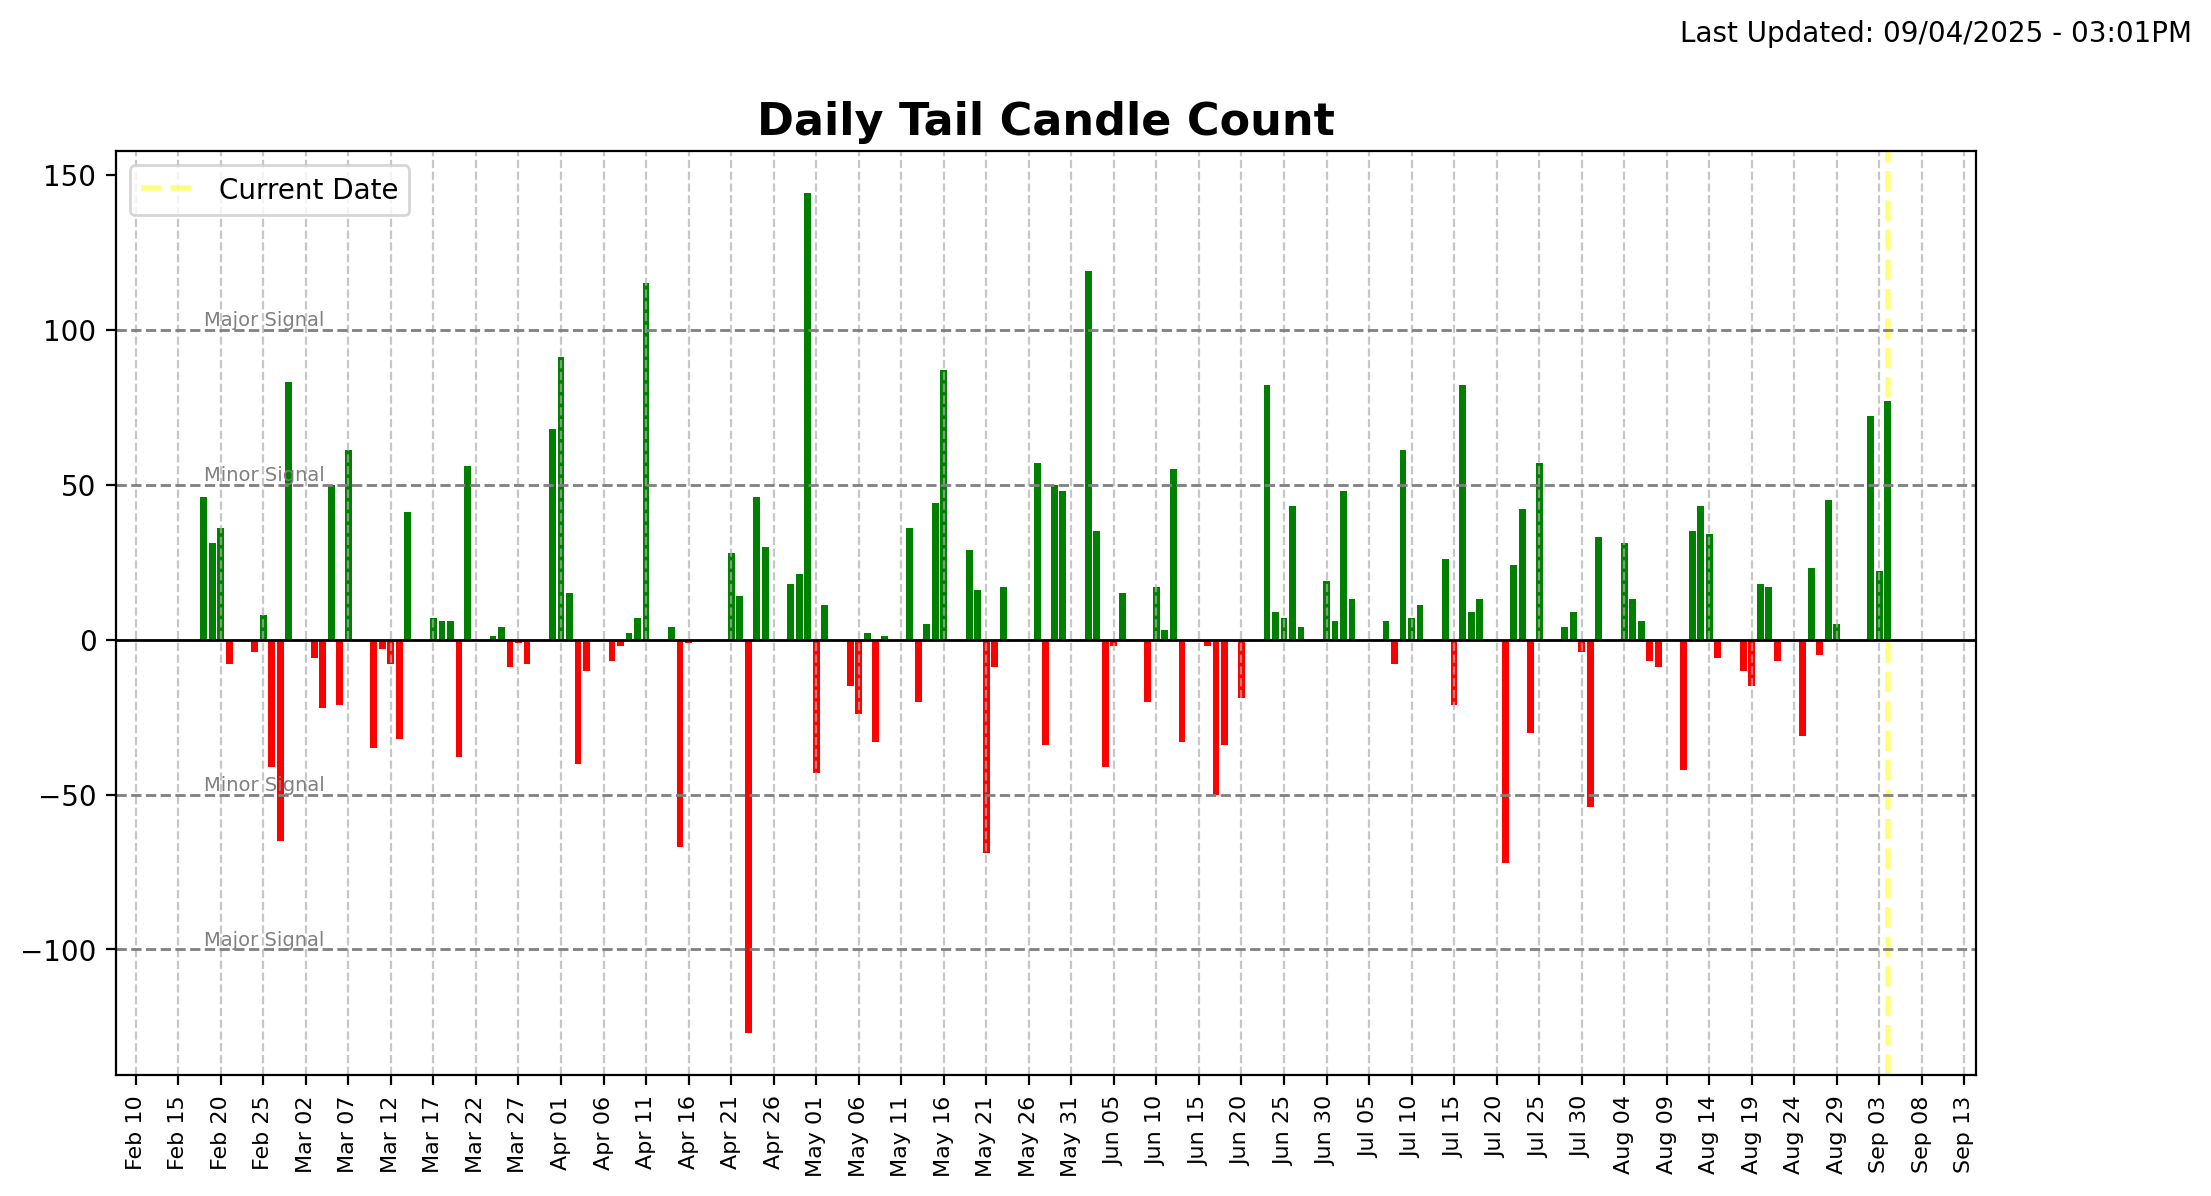 Last Updated: 09/04/2025 - 03:01PM
Daily Tail Candle Count
150
Current Date
Major Signal
100
Minor Signal
50
0
Minor Signal
−50
Major Signal
−100
Feb 10
Feb 15
Feb 20
Feb 25
Mar 02
Mar 07
Mar 12
Mar 17
Mar 22
Mar 27
Apr 01
Apr 06
Apr 11
Apr 16
Apr 21
Apr 26
May 01
May 06
May 11
May 16
May 21
May 26
May 31
Jun 05
Jun 10
Jun 15
Jun 20
Jun 25
Jun 30
Jul 05
Jul 10
Jul 15
Jul 20
Jul 25
Jul 30
Aug 04
Aug 09
Aug 14
Aug 19
Aug 24
Aug 29
Sep 03
Sep 08
Sep 13